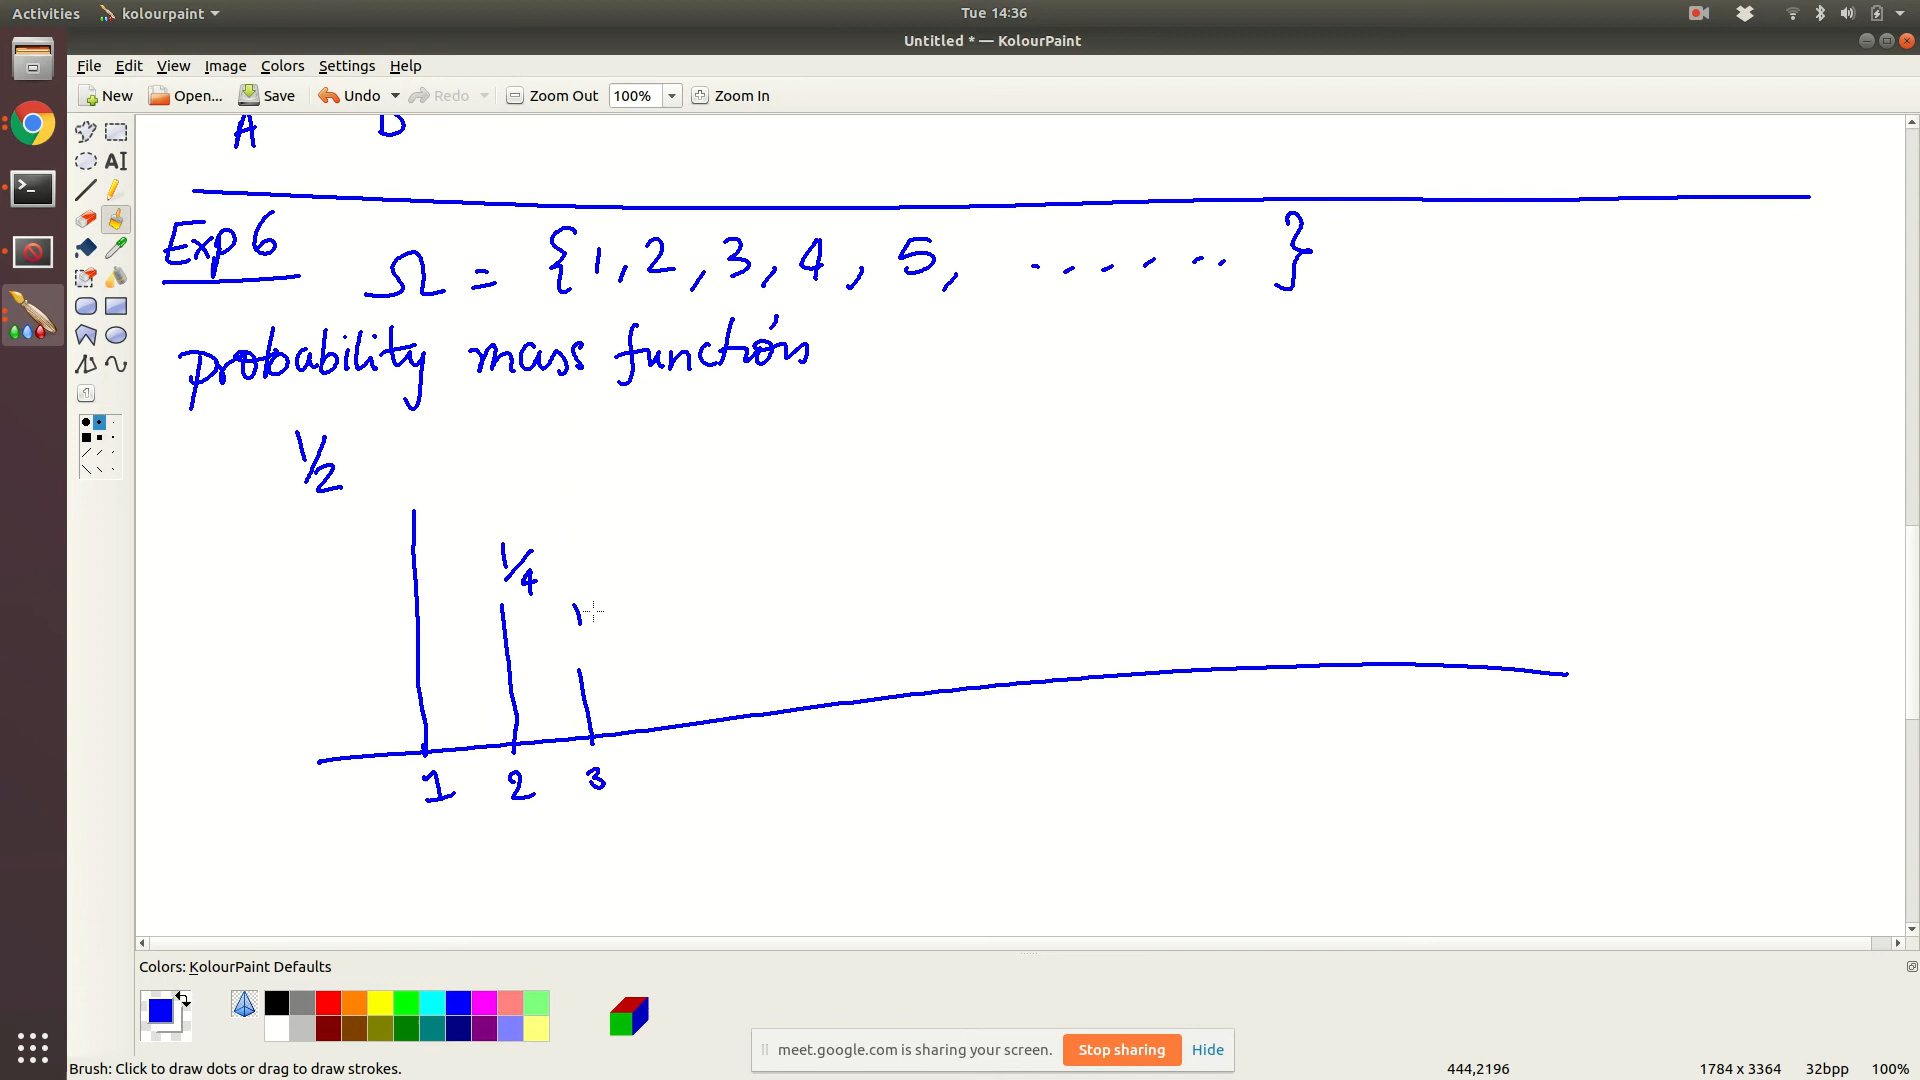 Activities kolourpaint Tue 14:36
Untitled * — KolourPaint
File Edit View Image Colors Settings Help
New Open... Save Undo Redo Zoom Out 100% Zoom In
A
Exp 6
Ω = {1, 2, 3, 4, 5, ....... }
probability mass function
1/2
1/4
1 2 3
Colors: KolourPaint Defaults
meet.google.com is sharing your screen. Stop sharing Hide
Brush: Click to draw dots or drag to draw strokes. 444,2196 1784 x 3364 32bpp 100%